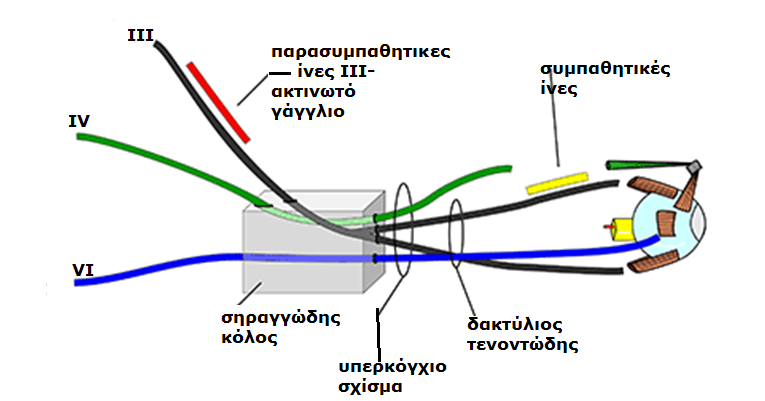 III
παρασυμπαθητικες
ίνες III-
ακτινωτό
γάγγλιο
συμπαθητικές
ίνες
IV
VI
σηραγγώδης
κόλος
δακτύλιος
τενοντώδης
υπερκόγχιο
σχίσμα